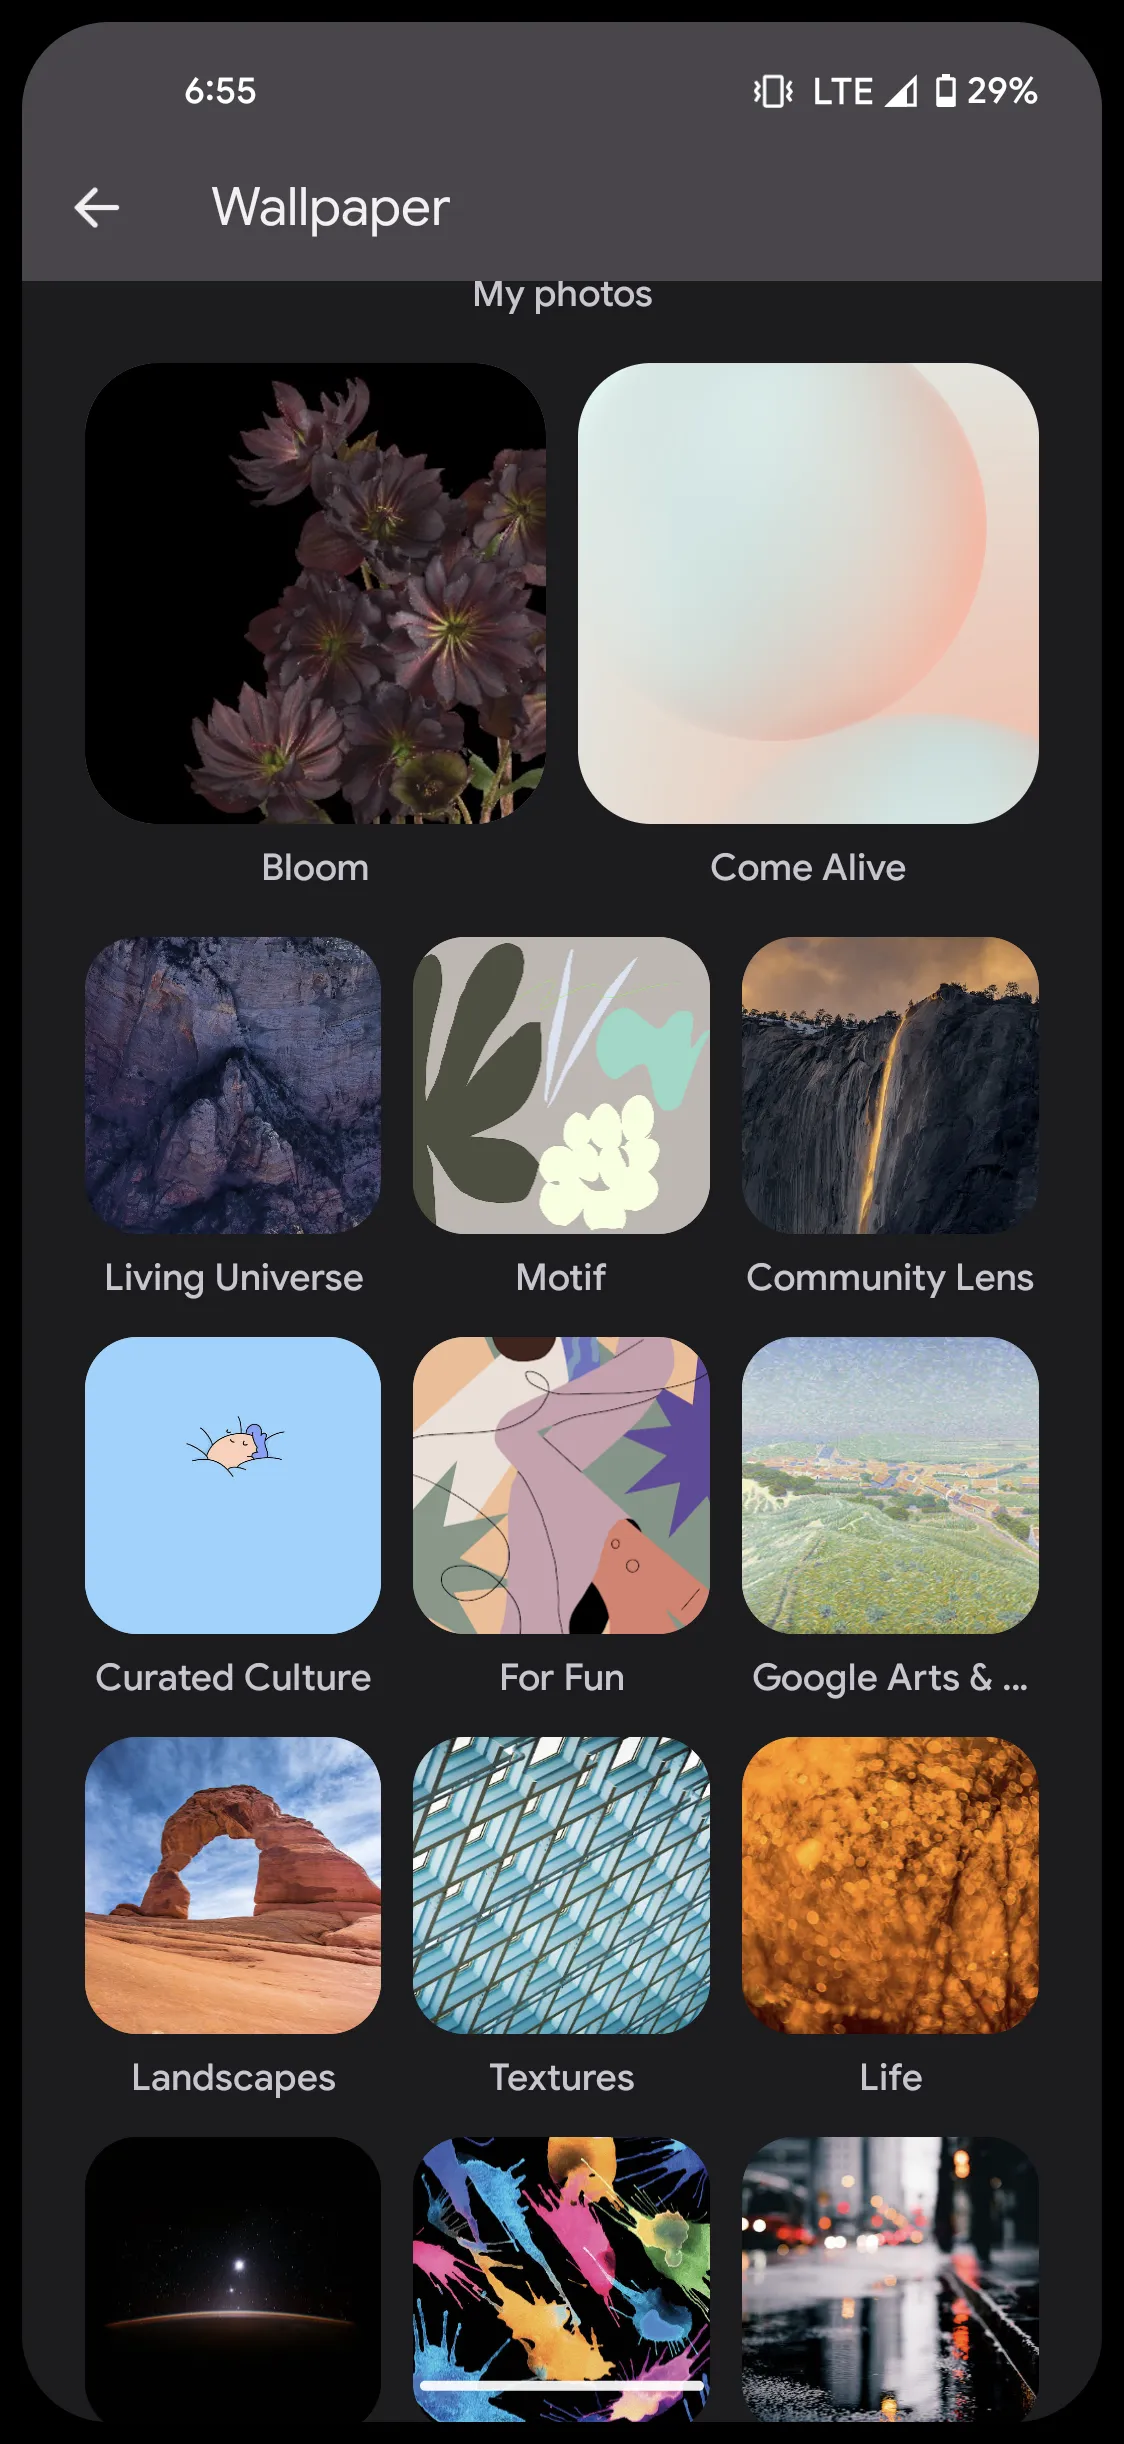 6:55 LTE 29%
Wallpaper
My photos
Bloom Come Alive
Living Universe Motif Community Lens
Curated Culture For Fun Google Arts & ...
Landscapes Textures Life